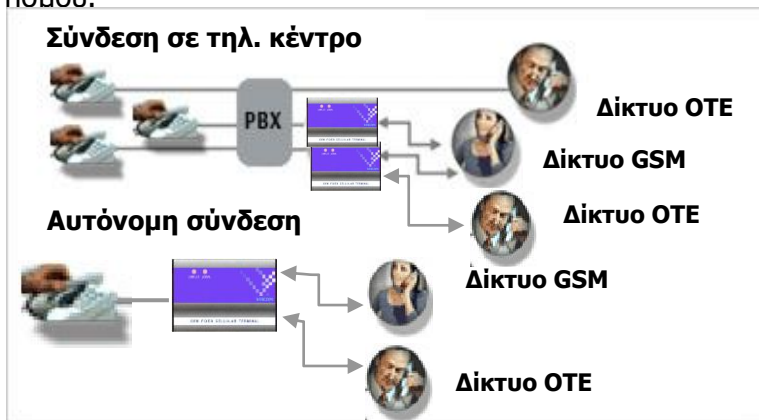 Σύνδεση σε τηλ. κέντρο
PBX
Δίκτυο ΟΤΕ
Δίκτυο GSM
Δίκτυο ΟΤΕ
Αυτόνομη σύνδεση
Δίκτυο GSM
Δίκτυο ΟΤΕ